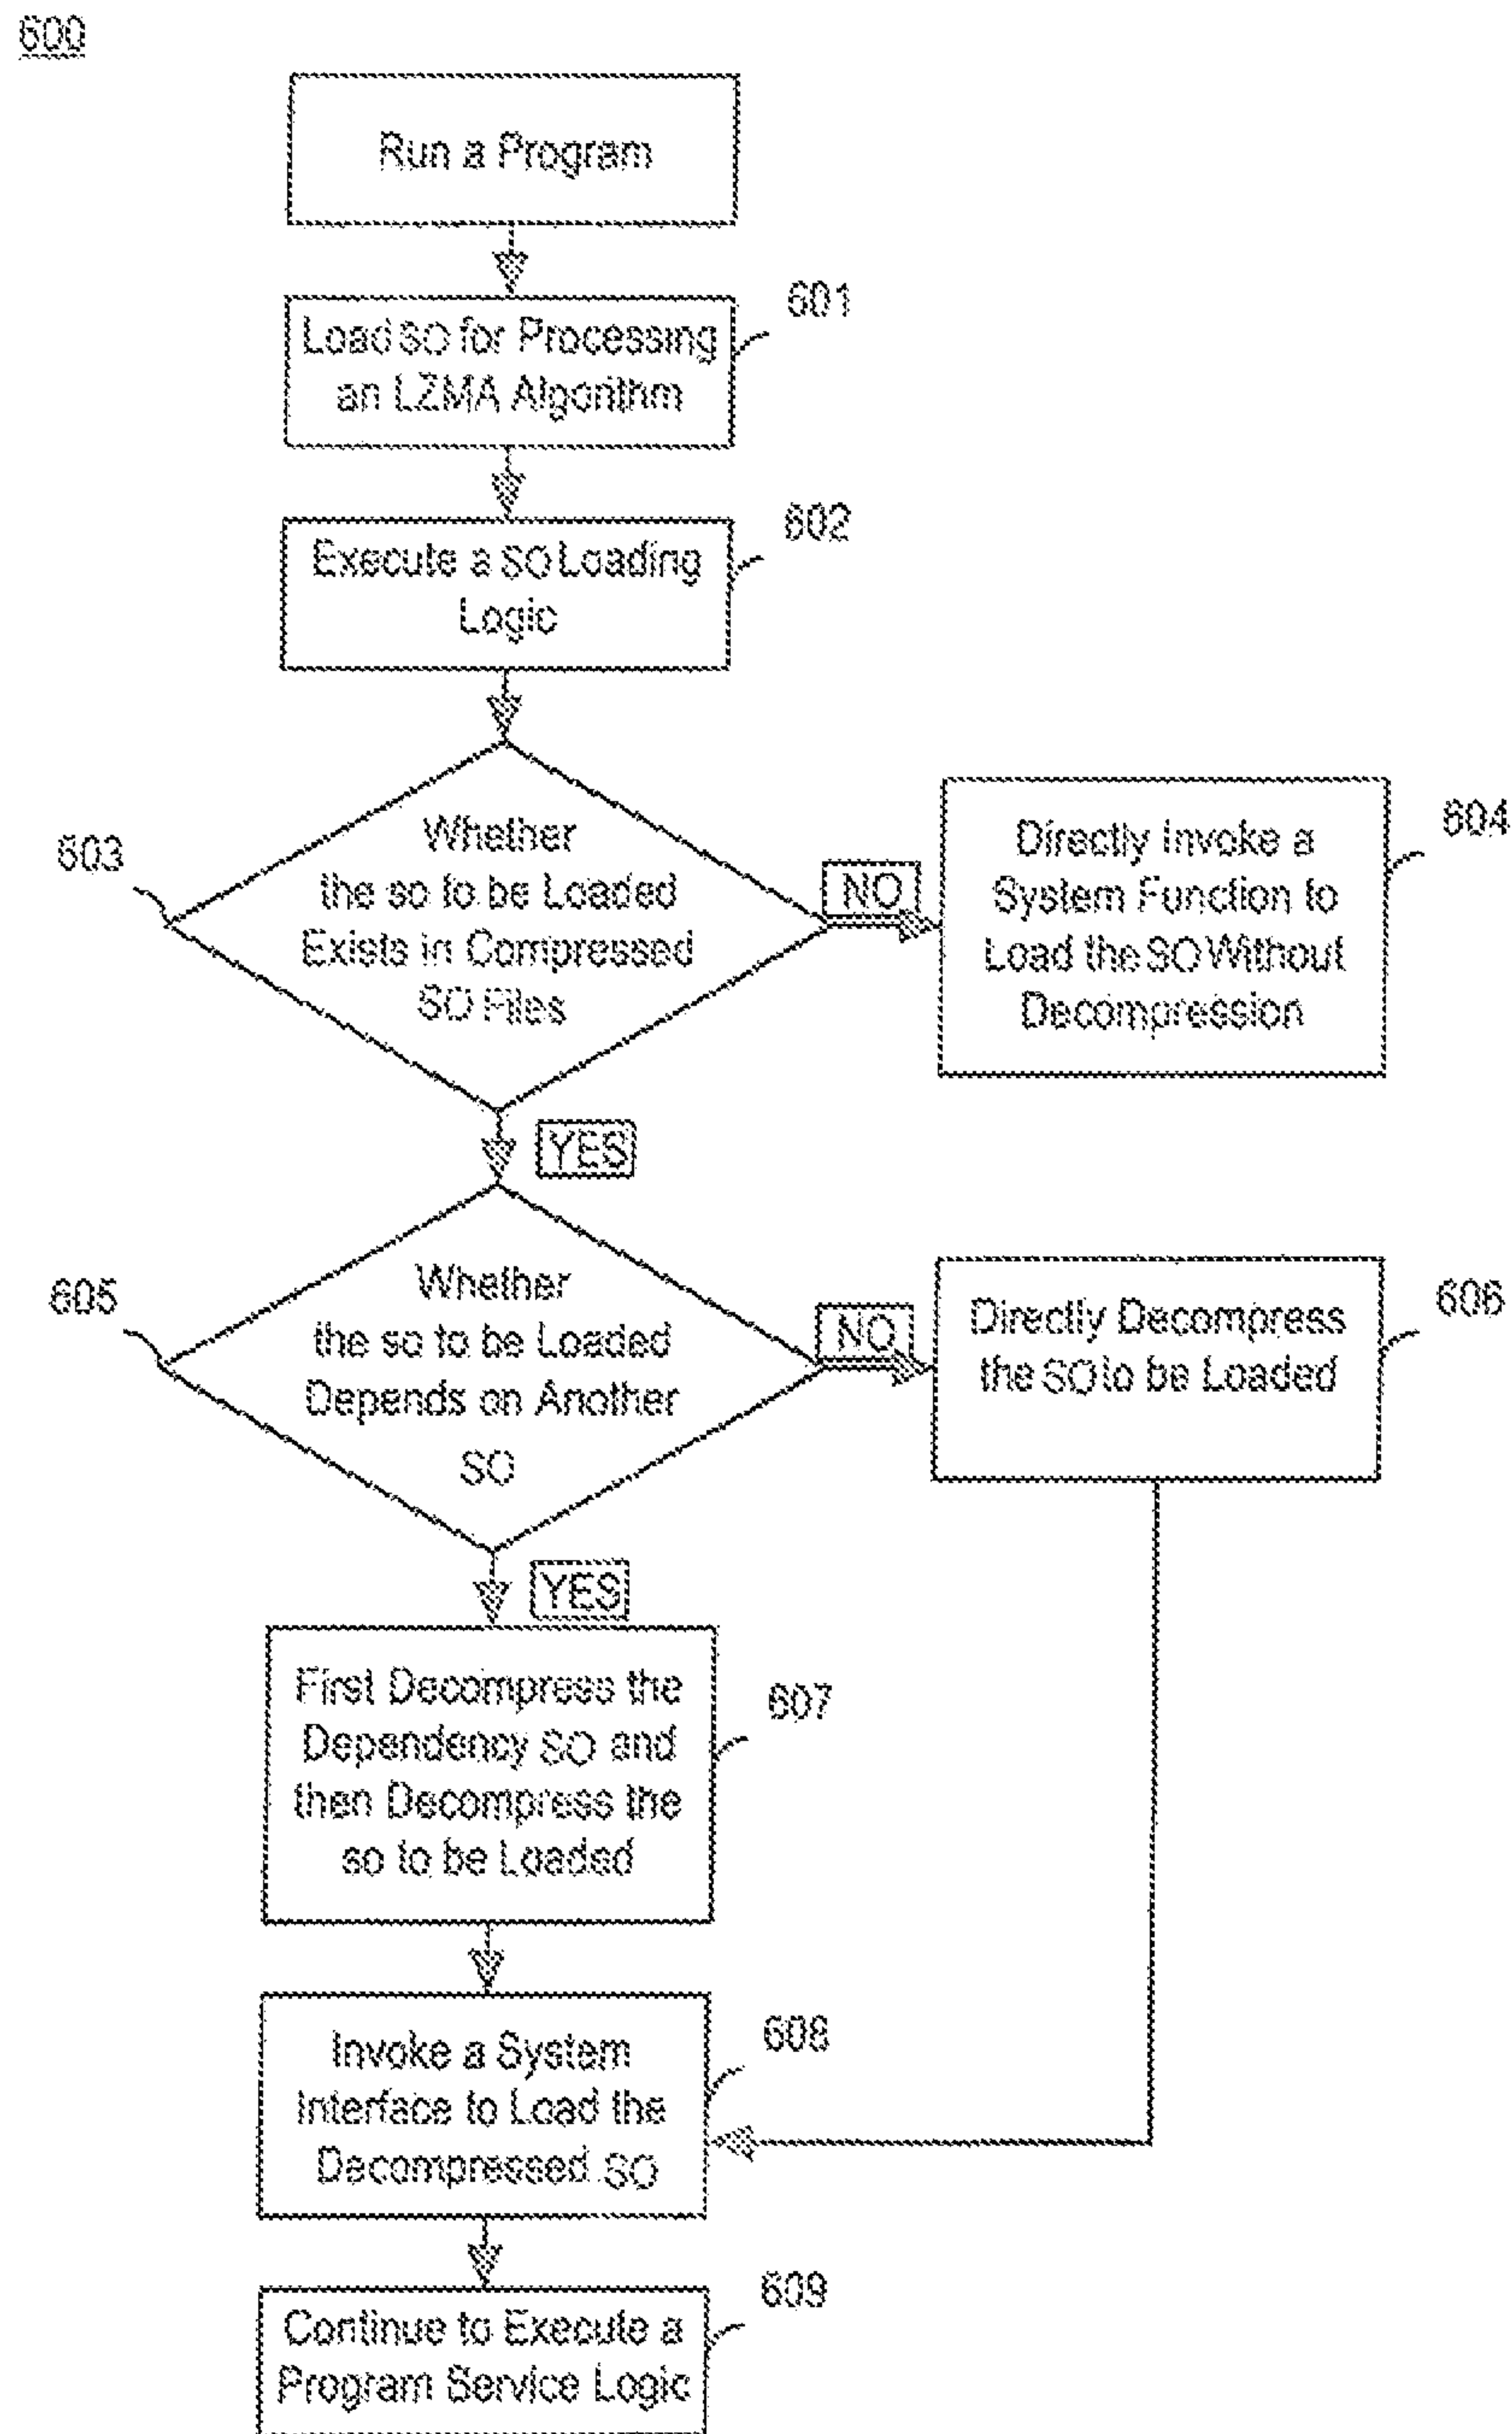 600
Run a Program
601
Load SO for Processing
an LZMA Algorithm
602
Execute a SO Loading
Logic
603
Whether
the so to be Loaded
Exists in Compressed
SO Files
NO
604
Directly Invoke a
System Function to
Load the SO Without
Decompression
YES
605
Whether
the so to be Loaded
Depends on Another
SO
NO
606
Directly Decompress
the SO to be Loaded
YES
607
First Decompress the
Dependency SO and
then Decompress the
so to be Loaded
608
Invoke a System
Interface to Load the
Decompressed SO
609
Continue to Execute a
Program Service Logic